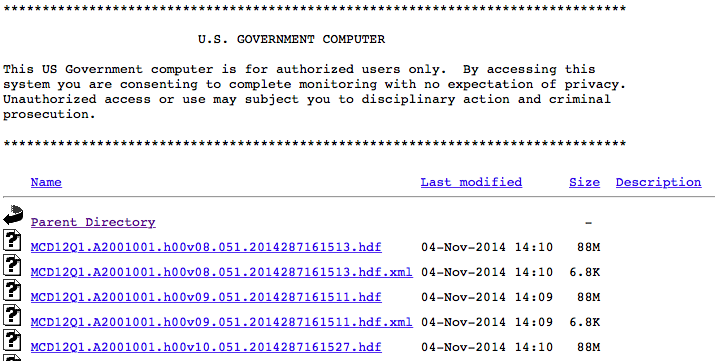 ********************************************************************************
U.S. GOVERNMENT COMPUTER
This US Government computer is for authorized users only. By accessing this
system you are consenting to complete monitoring with no expectation of privacy.
Unauthorized access or use may subject you to disciplinary action and criminal
prosecution.
********************************************************************************
Name Last modified Size Description
Parent Directory -
MCD12Q1.A2001001.h00v08.051.2014287161513.hdf 04-Nov-2014 14:10 88M
MCD12Q1.A2001001.h00v08.051.2014287161513.hdf.xml 04-Nov-2014 14:10 6.8K
MCD12Q1.A2001001.h00v09.051.2014287161511.hdf 04-Nov-2014 14:09 88M
MCD12Q1.A2001001.h00v09.051.2014287161511.hdf.xml 04-Nov-2014 14:09 6.8K
MCD12Q1.A2001001.h00v10.051.2014287161527.hdf 04-Nov-2014 14:10 88M